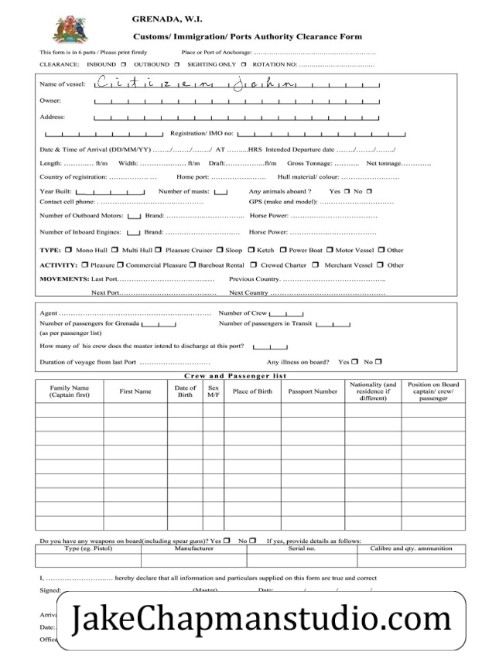 GRENADA, W.I.
Customs/ Immigration/ Ports Authority Clearance Form
This form is in 6 parts / Please print firmly Place or Port of Anchorage: ……………………………………………
CLEARANCE: INBOUND ☐ OUTBOUND ☐ SIGHTING ONLY ☐ ROTATION NO: ……………………………
Name of vessel: Citizen John
Owner:
Address:
Registration/ IMO no:
Date & Time of Arrival (DD/MM/YY) ……../……../……../ AT ………HRS Intended Departure date ……../……../……../
Length: …………… ft/m Width: …………… ft/m Draft:……………ft/m Gross Tonnage: ………… Net tonnage…………
Country of registration: ………………… Home port: ………………… Hull material/ colour: …………………
Year Built: Number of masts: Any animals aboard ? Yes ☐ No ☐
Contact cell phone: ………………………………… GPS (make and model): …………………………
Number of Outboard Motors: Brand: ………………………… Horse Power: …………………………
Number of Inboard Engines: Brand: ………………………… Horse Power: …………………………
TYPE: ☐ Mono Hull ☐ Multi Hull ☐ Pleasure Cruiser ☐ Sloop ☐ Ketch ☐ Power Boat ☐ Motor Vessel ☐ Other
ACTIVITY: ☐ Pleasure ☐ Commercial Pleasure ☐ Bareboat Rental ☐ Crewed Charter ☐ Merchant Vessel ☐ Other
MOVEMENTS: Last Port……………………………… Previous Country. …………………………………
Next Port……………………………… Next Country …………………………………
Agent ………………………………………………… Number of Crew
Number of passengers for Grenada Number of passengers in Transit
(as per passenger list)
How many of his crew does the master intend to discharge at this port?
Duration of voyage from last Port ………………………… Any illness on board? Yes ☐ No ☐
Crew and Passenger list
Family Name (Captain first) First Name Date of Birth Sex M/F Place of Birth Passport Number Nationality (and residence if different) Position on Board captain/ crew/ passenger
Do you have any weapons on board(including spear guns)? Yes ☐ No ☐ If yes, provide details as follows:
Type (eg. Pistol) Manufacturer Serial no. Calibre and qty. ammunition
I, ………………………… hereby declare that all information and particulars supplied on this form are true and correct
Signed:
JakeChapmanstudio.com